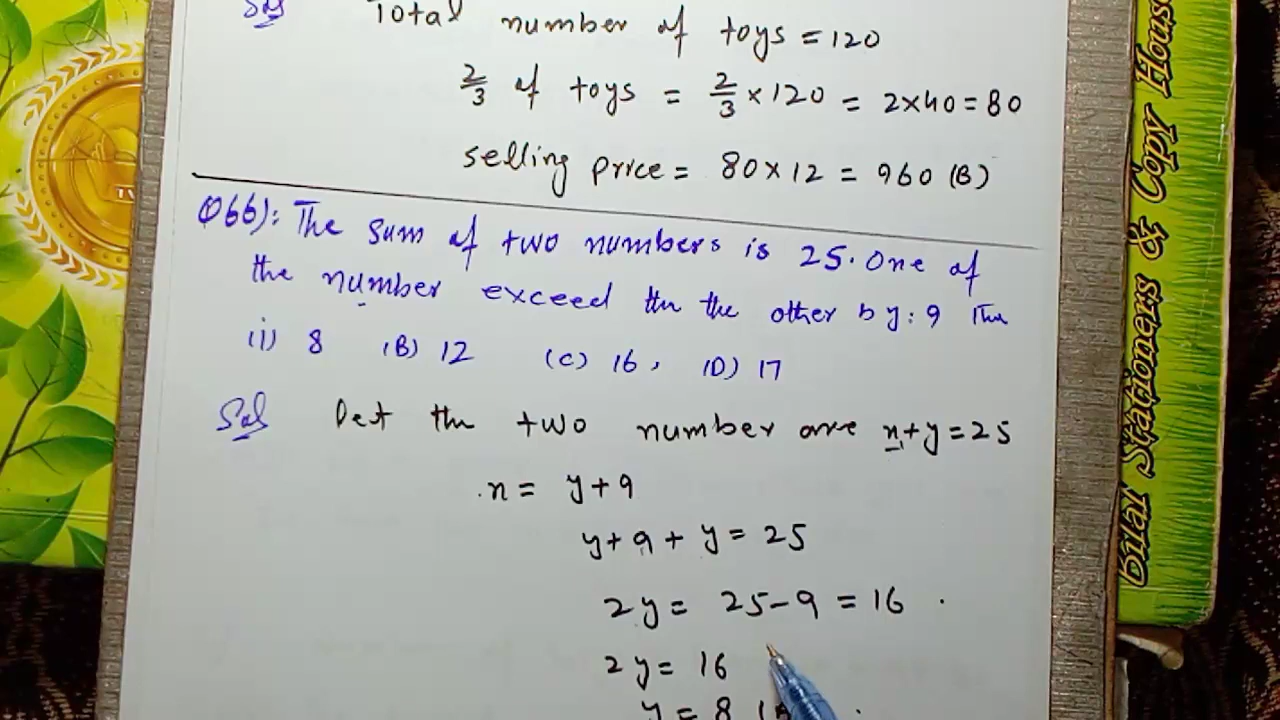 Sol Total number of toys = 120
2/3 of toys = 2/3 × 120 = 2×40 = 80
selling price = 80×12 = 960 (B)
Q66): The sum of two numbers is 25. One of
the number exceed the the other by: 9 The
(i) 8 (B) 12 (C) 16, (D) 17
Sol Let the two number are x+y=25
x = y+9
y+9+y = 25
2y = 25-9 = 16
2y = 16
y = 8
Bilal Stationers & Copy House